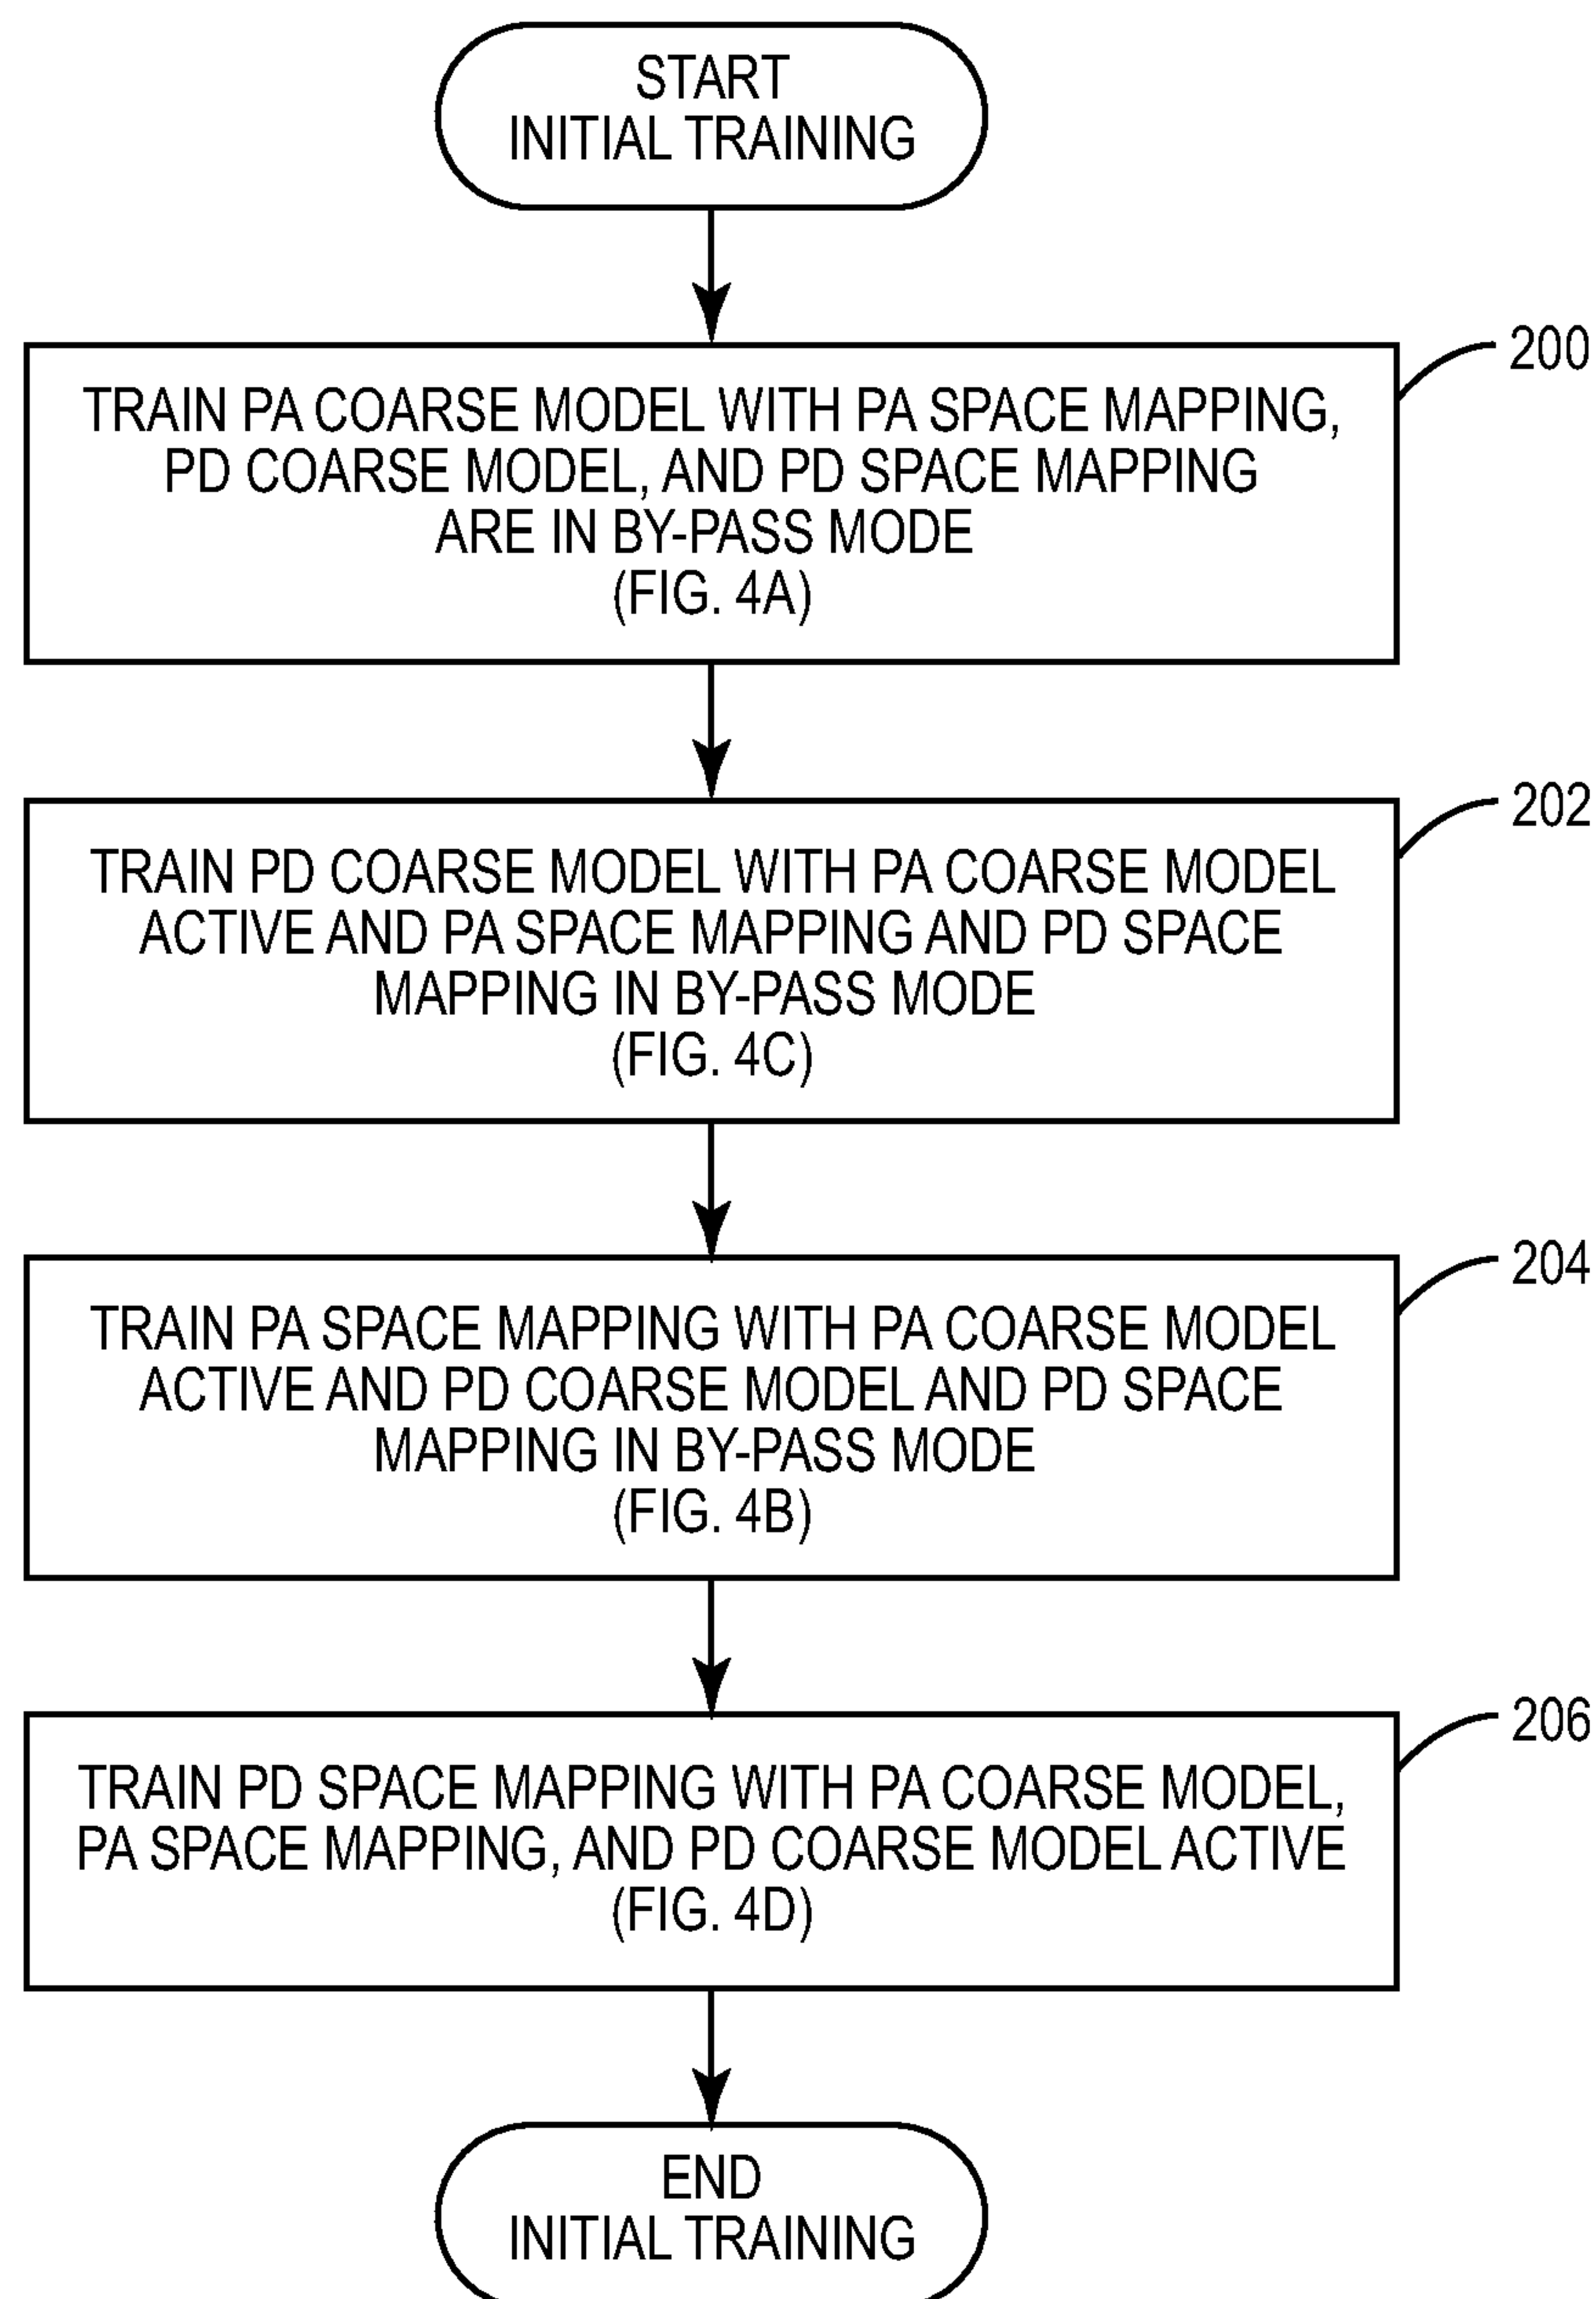 START
INITIAL TRAINING
200
TRAIN PA COARSE MODEL WITH PA SPACE MAPPING,
PD COARSE MODEL, AND PD SPACE MAPPING
ARE IN BY-PASS MODE
(FIG. 4A)
202
TRAIN PD COARSE MODEL WITH PA COARSE MODEL
ACTIVE AND PA SPACE MAPPING AND PD SPACE
MAPPING IN BY-PASS MODE
(FIG. 4C)
204
TRAIN PA SPACE MAPPING WITH PA COARSE MODEL
ACTIVE AND PD COARSE MODEL AND PD SPACE
MAPPING IN BY-PASS MODE
(FIG. 4B)
206
TRAIN PD SPACE MAPPING WITH PA COARSE MODEL,
PA SPACE MAPPING, AND PD COARSE MODEL ACTIVE
(FIG. 4D)
END
INITIAL TRAINING